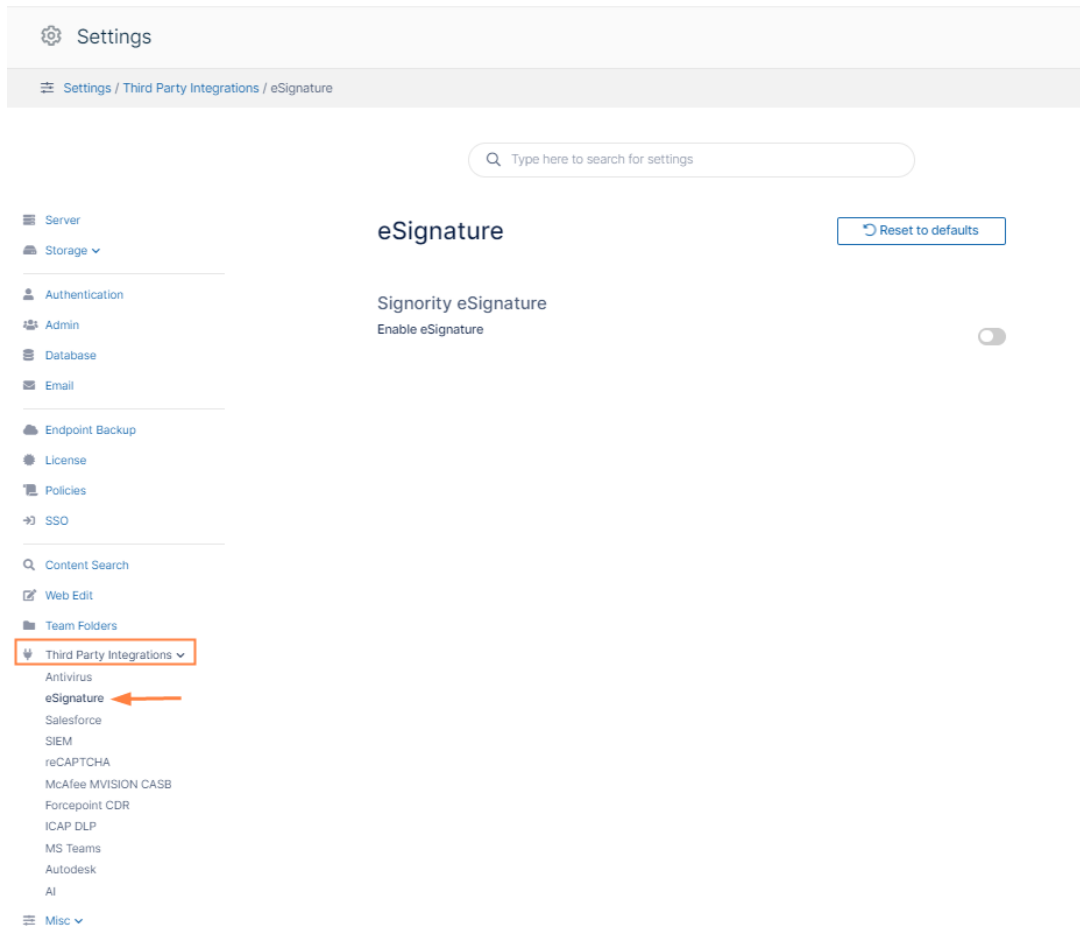 Settings
Settings / Third Party Integrations / eSignature
Type here to search for settings
Server
Storage
Authentication
Admin
Database
Email
Endpoint Backup
License
Policies
SSO
Content Search
Web Edit
Team Folders
Third Party Integrations
Antivirus
eSignature
Salesforce
SIEM
reCAPTCHA
McAfee MVISION CASB
Forcepoint CDR
ICAP DLP
MS Teams
Autodesk
AI
Misc
eSignature
Reset to defaults
Signority eSignature
Enable eSignature